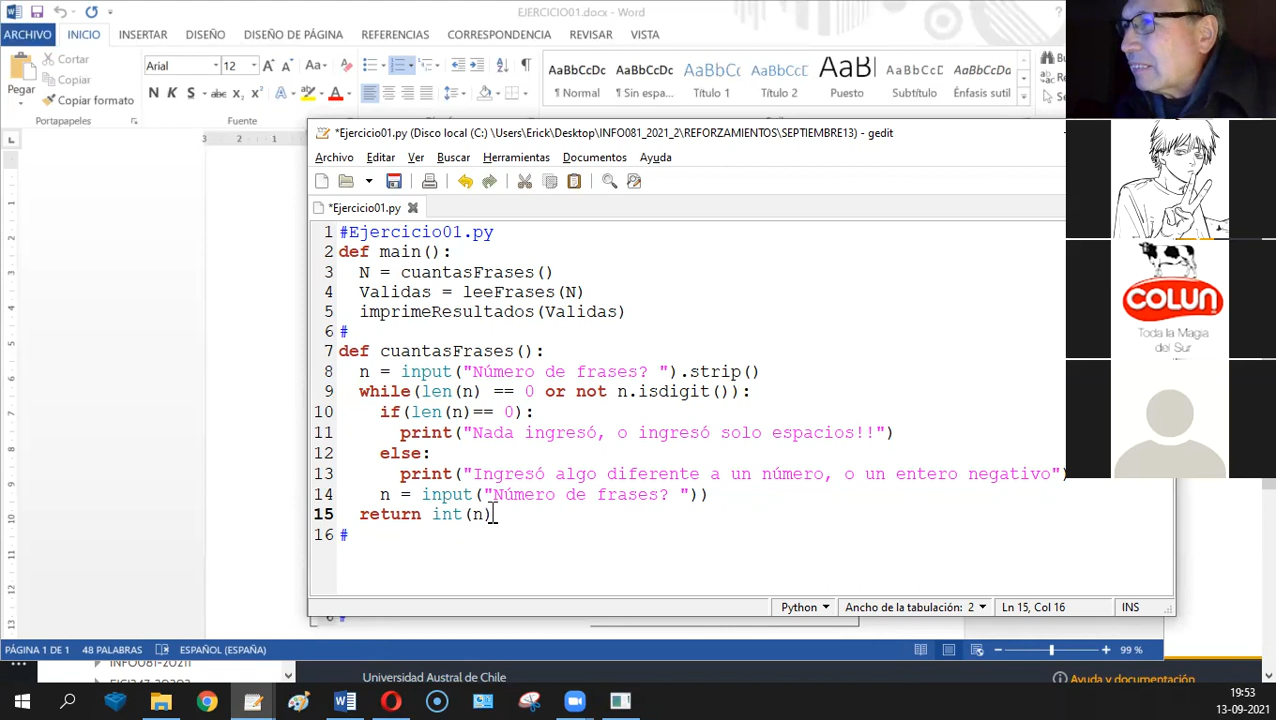 EJERCICIO01.docx - Word
ARCHIVO INICIO INSERTAR DISEÑO DISEÑO DE PÁGINA REFERENCIAS CORRESPONDENCIA REVISAR VISTA
Cortar
Copiar
Copiar formato
Pegar
Portapapeles
Arial 12
Fuente
AaBbCcDc AaBbCcDc AaBbCc AaBbCc AaB AaBbCcD AaBbCcDc
¶ Normal ¶ Sin espa... Título 1 Título 2 Puesto Subtítulo Énfasis sutil
*Ejercicio01.py (Disco local (C:) \Users\Erick\Desktop\INFO081_2021_2\REFORZAMIENTOS\SEPTIEMBRE13) - gedit
Archivo Editar Ver Buscar Herramientas Documentos Ayuda
*Ejercicio01.py
1 #Ejercicio01.py
2 def main():
3 N = cuantasFrases()
4 Validas = leeFrases(N)
5 imprimeResultados(Validas)
6 #
7 def cuantasFrases():
8 n = input("Número de frases? ").strip()
9 while(len(n) == 0 or not n.isdigit()):
10 if(len(n)== 0):
11 print("Nada ingresó, o ingresó solo espacios!!")
12 else:
13 print("Ingresó algo diferente a un número, o un entero negativo")
14 n = input("Número de frases? "))
15 return int(n)
16 #
Python Ancho de la tabulación: 2 Ln 15, Col 16 INS
COLUN
Toda la Magia
del Sur
PÁGINA 1 DE 1 48 PALABRAS ESPAÑOL (ESPAÑA) 99 %
INFO081-20211
Universidad Austral de Chile
Ayuda y documentación
19:53
13-09-2021